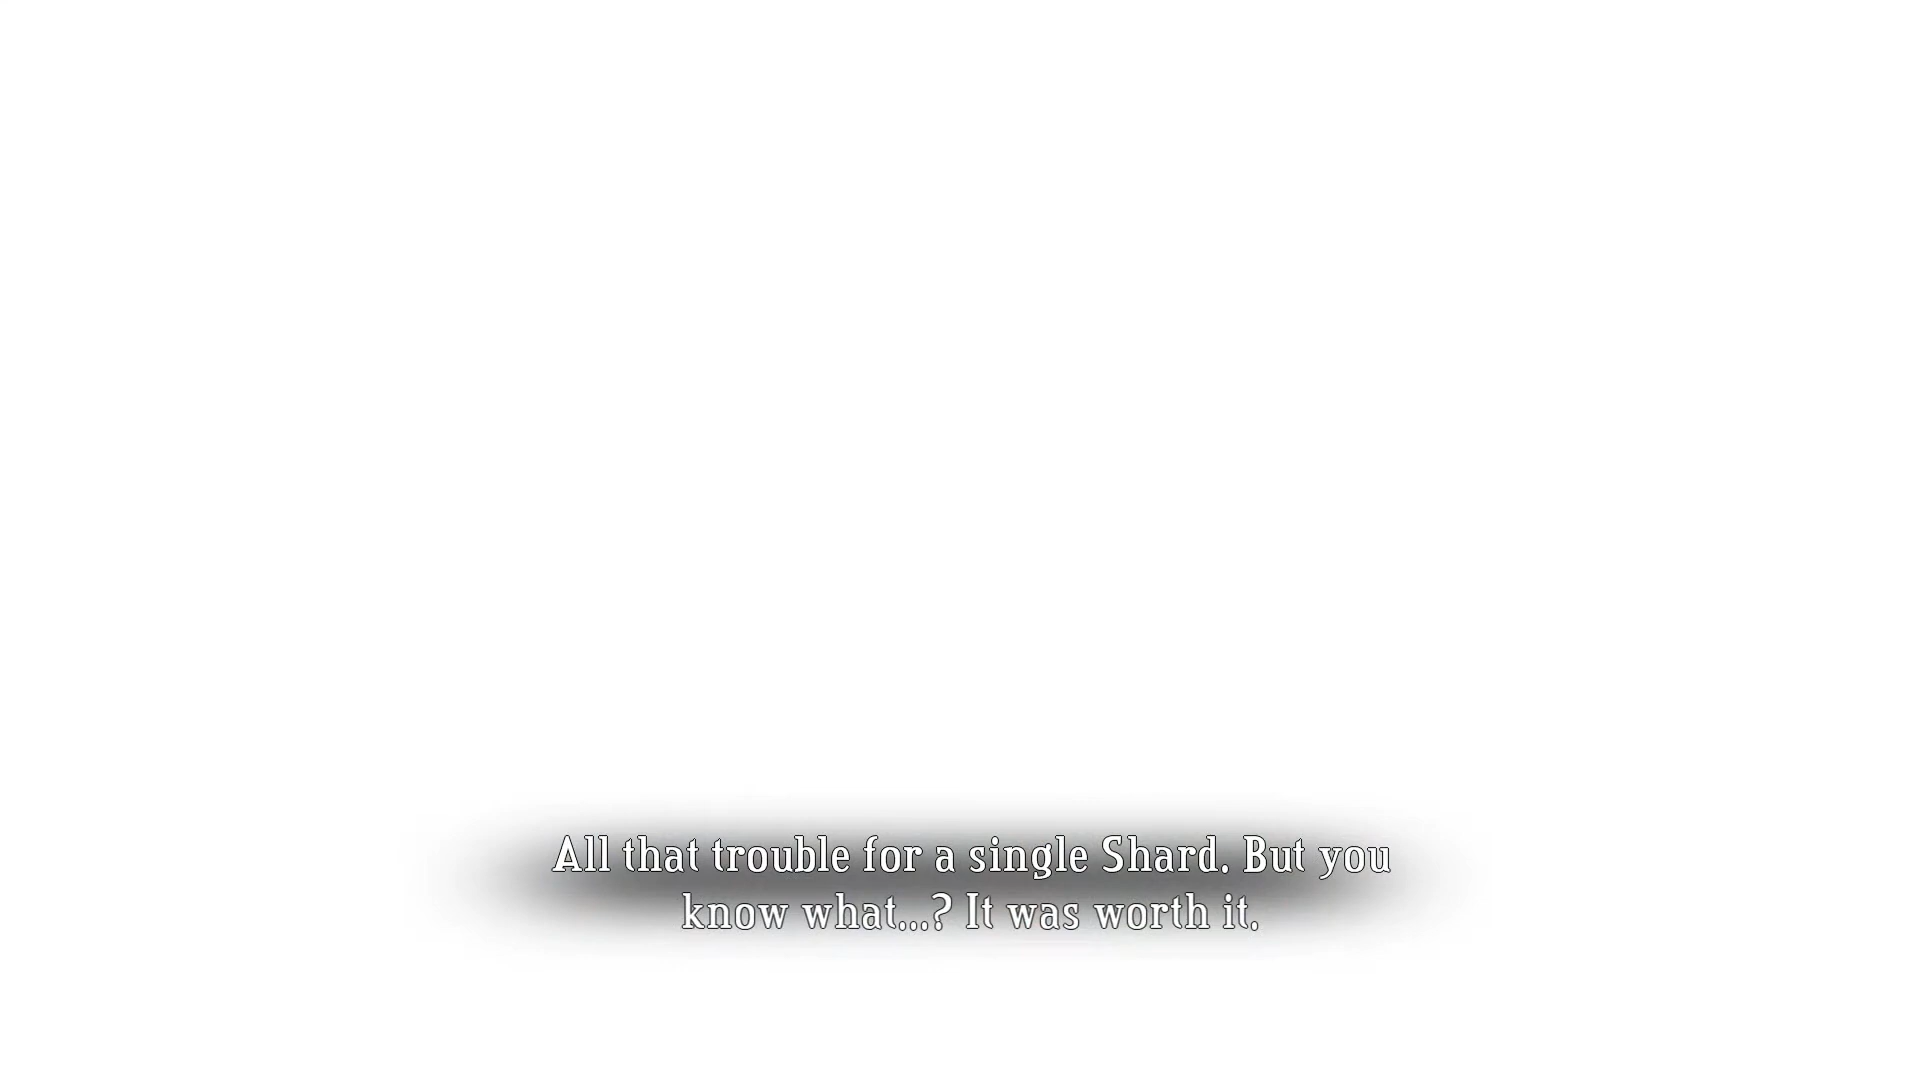 All that trouble for a single Shard. But you
know what...? It was worth it.